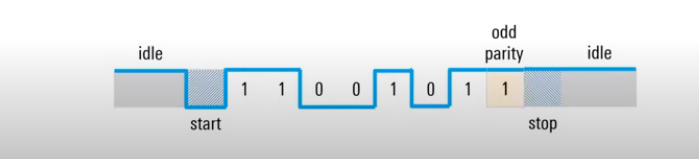 odd
parity
idle
idle
1 1 0 0 1 0 1 1
start
stop